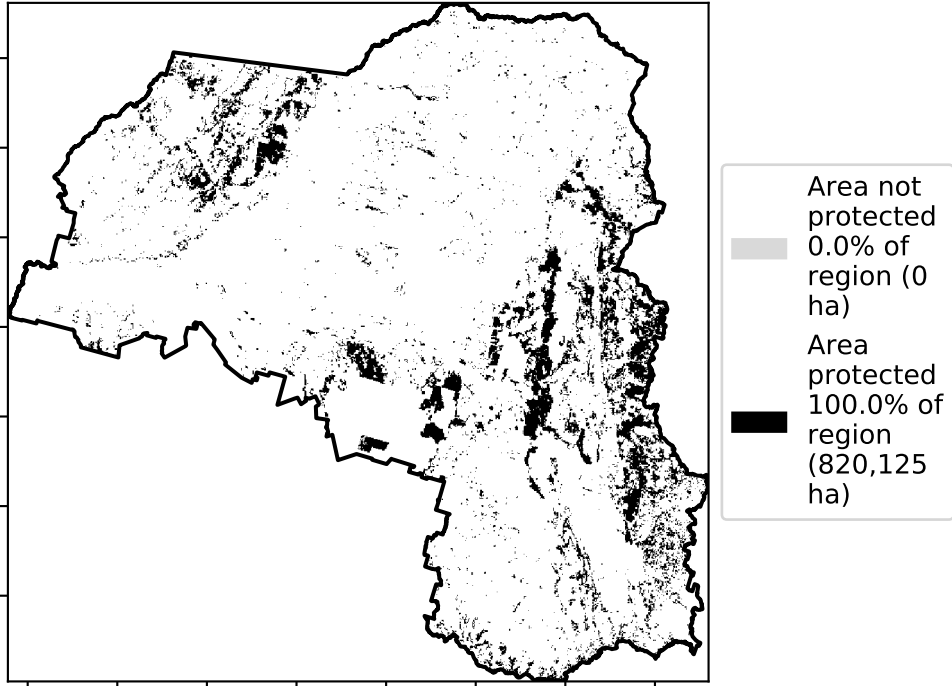 Area not
protected
0.0% of
region (0
ha)
Area
protected
100.0% of
region
(820,125
ha)